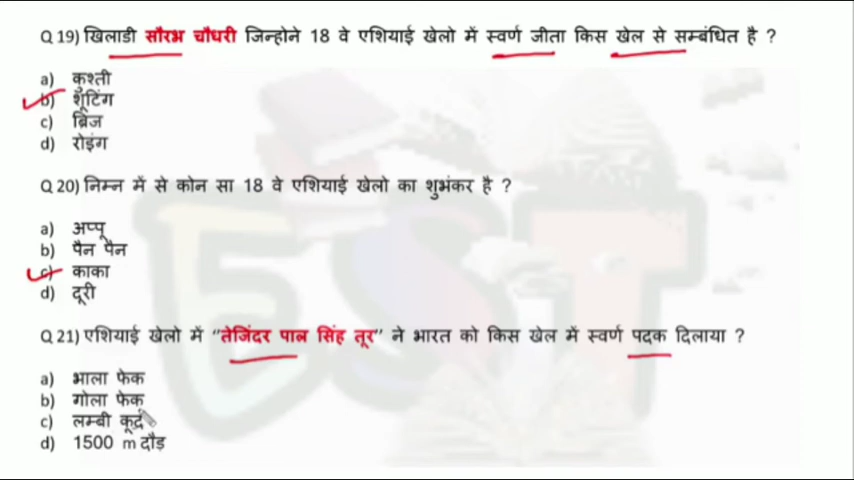 Q 19) खिलाडी सौरभ चौधरी जिन्होने 18 वे एशियाई खेलो में स्वर्ण जीता किस खेल से सम्बंधित है ?
a) कुश्ती
b) शूटिंग
c) ब्रिज
d) रोइंग
Q 20) निम्न में से कोन सा 18 वे एशियाई खेलो का शुभंकर है ?
a) अप्पू
b) पैन पैन
c) काका
d) दूरी
Q 21) एशियाई खेलो में "तेजिंदर पाल सिंह तूर" ने भारत को किस खेल में स्वर्ण पदक दिलाया ?
a) भाला फेक
b) गोला फेक
c) लम्बी कूद
d) 1500 m दौड़
EST